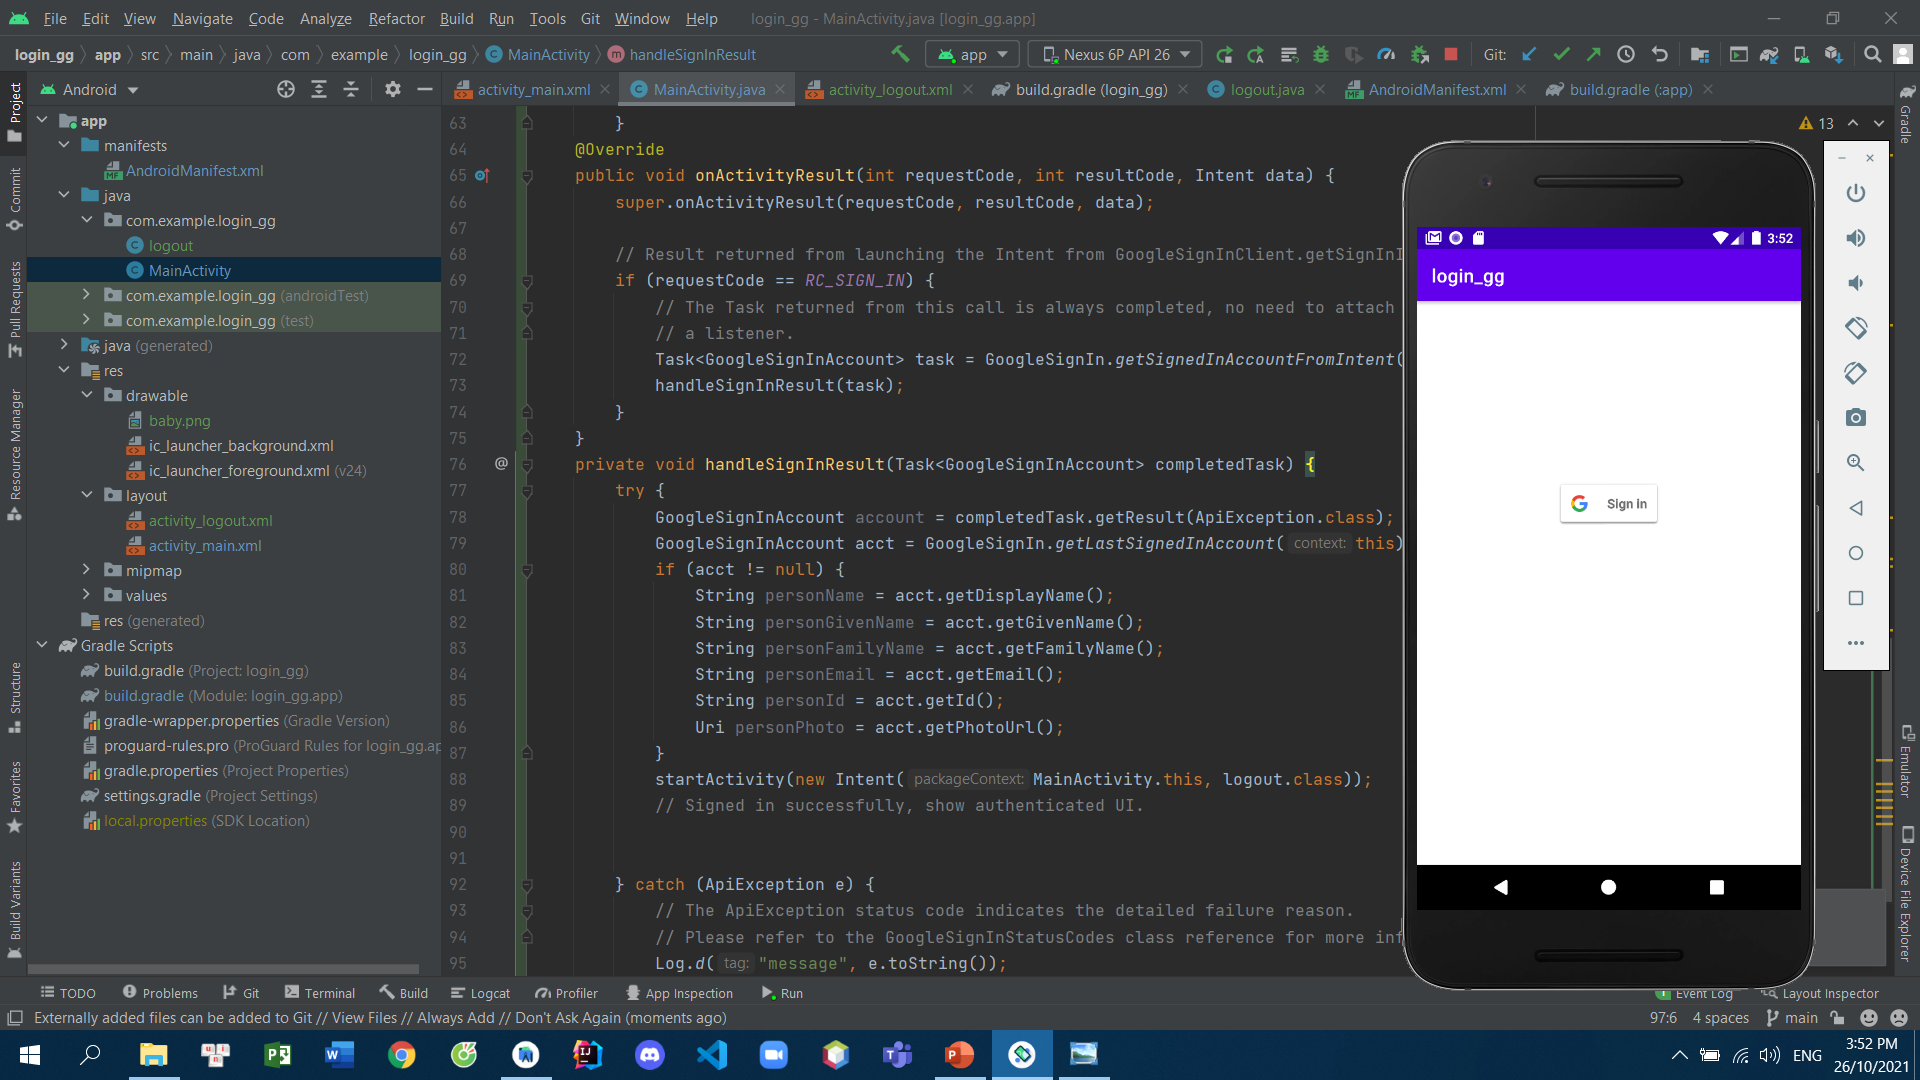 File Edit View Navigate Code Analyze Refactor Build Run Tools Git Window Help login_gg - MainActivity.java [login_gg.app]
login_gg app src main java com example login_gg MainActivity handleSignInResult app Nexus 6P API 26 Git:
Project
Commit
Pull Requests
Resource Manager
Structure
Favorites
Build Variants
Android
app
manifests
AndroidManifest.xml
java
com.example.login_gg
logout
MainActivity
com.example.login_gg (androidTest)
com.example.login_gg (test)
java (generated)
res
drawable
baby.png
ic_launcher_background.xml
ic_launcher_foreground.xml (v24)
layout
activity_logout.xml
activity_main.xml
mipmap
values
res (generated)
Gradle Scripts
build.gradle (Project: login_gg)
build.gradle (Module: login_gg.app)
gradle-wrapper.properties (Gradle Version)
proguard-rules.pro (ProGuard Rules for login_gg.ap
gradle.properties (Project Properties)
settings.gradle (Project Settings)
local.properties (SDK Location)
activity_main.xml MainActivity.java activity_logout.xml build.gradle (login_gg) logout.java AndroidManifest.xml build.gradle (:app)
13
63 }
64 @Override
65 public void onActivityResult(int requestCode, int resultCode, Intent data) {
66 super.onActivityResult(requestCode, resultCode, data);
67
68 // Result returned from launching the Intent from GoogleSignInClient.getSignInI
69 if (requestCode == RC_SIGN_IN) {
70 // The Task returned from this call is always completed, no need to attach
71 // a listener.
72 Task<GoogleSignInAccount> task = GoogleSignIn.getSignedInAccountFromIntent(
73 handleSignInResult(task);
74 }
75 }
76 @ private void handleSignInResult(Task<GoogleSignInAccount> completedTask) {
77 try {
78 GoogleSignInAccount account = completedTask.getResult(ApiException.class);
79 GoogleSignInAccount acct = GoogleSignIn.getLastSignedInAccount( context: this)
80 if (acct != null) {
81 String personName = acct.getDisplayName();
82 String personGivenName = acct.getGivenName();
83 String personFamilyName = acct.getFamilyName();
84 String personEmail = acct.getEmail();
85 String personId = acct.getId();
86 Uri personPhoto = acct.getPhotoUrl();
87 }
88 startActivity(new Intent( packageContext: MainActivity.this, logout.class));
89 // Signed in successfully, show authenticated UI.
90
91
92 } catch (ApiException e) {
93 // The ApiException status code indicates the detailed failure reason.
94 // Please refer to the GoogleSignInStatusCodes class reference for more inf
95 Log.d( tag: "message", e.toString());
3:52
login_gg
Sign in
Gradle
Emulator
Device File Explorer
TODO Problems Git Terminal Build Logcat Profiler App Inspection Run Event Log Layout Inspector
Externally added files can be added to Git // View Files // Always Add // Don't Ask Again (moments ago) 97:6 4 spaces main
ENG
3:52 PM
26/10/2021